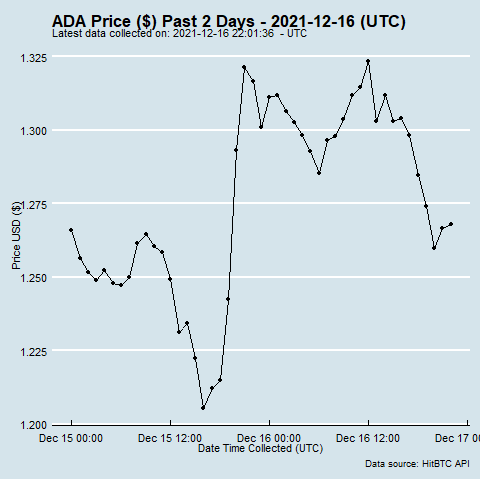 ADA Price ($) Past 2 Days - 2021-12-16 (UTC)
Latest data collected on: 2021-12-16 22:01:36 - UTC
1.325
1.300
1.275
1.250
1.225
1.200
Price USD ($)
Dec 15 00:00
Dec 15 12:00
Dec 16 00:00
Dec 16 12:00
Dec 17 0
Date Time Collected (UTC)
Data source: HitBTC API